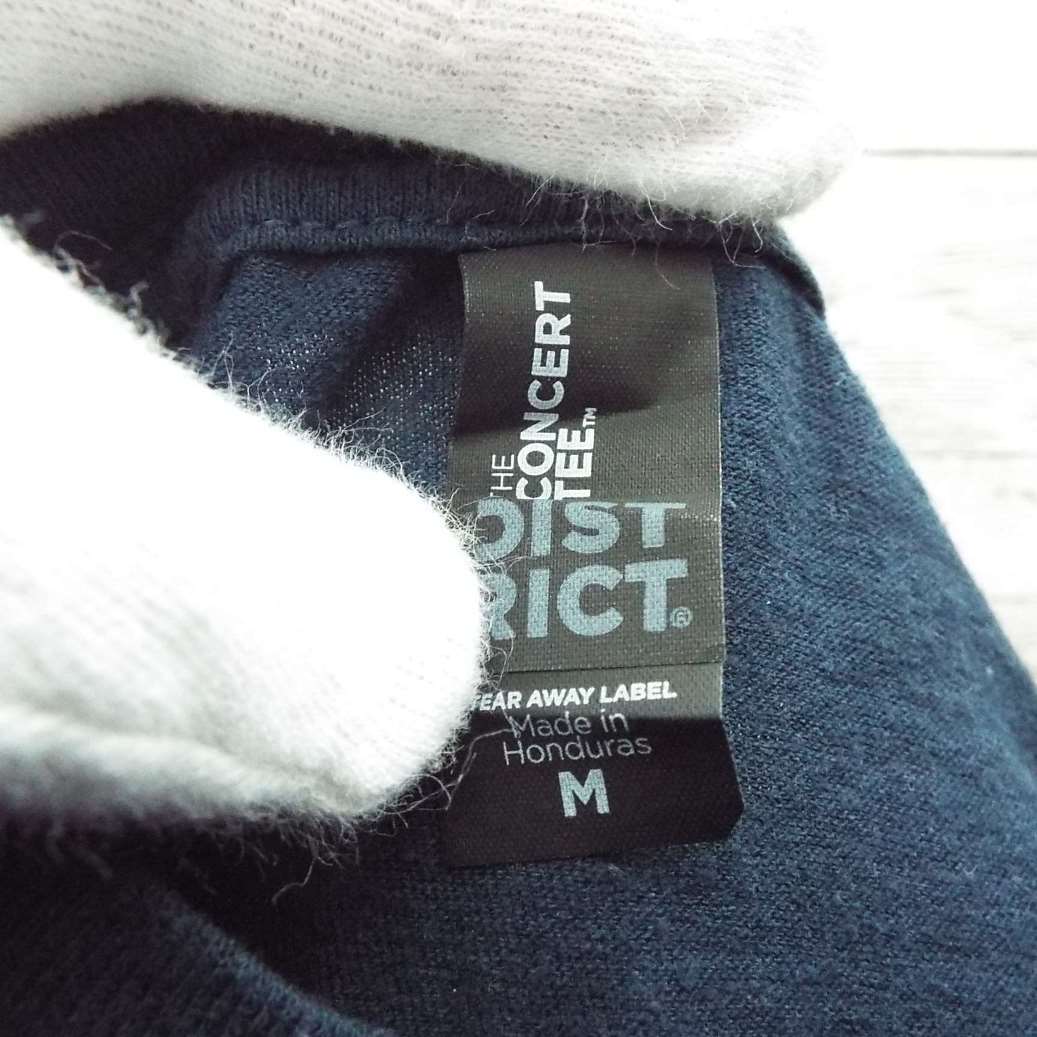 THE
CONCERT
TEE™
DIST
RICT®
TEAR AWAY LABEL
Made in
Honduras
M